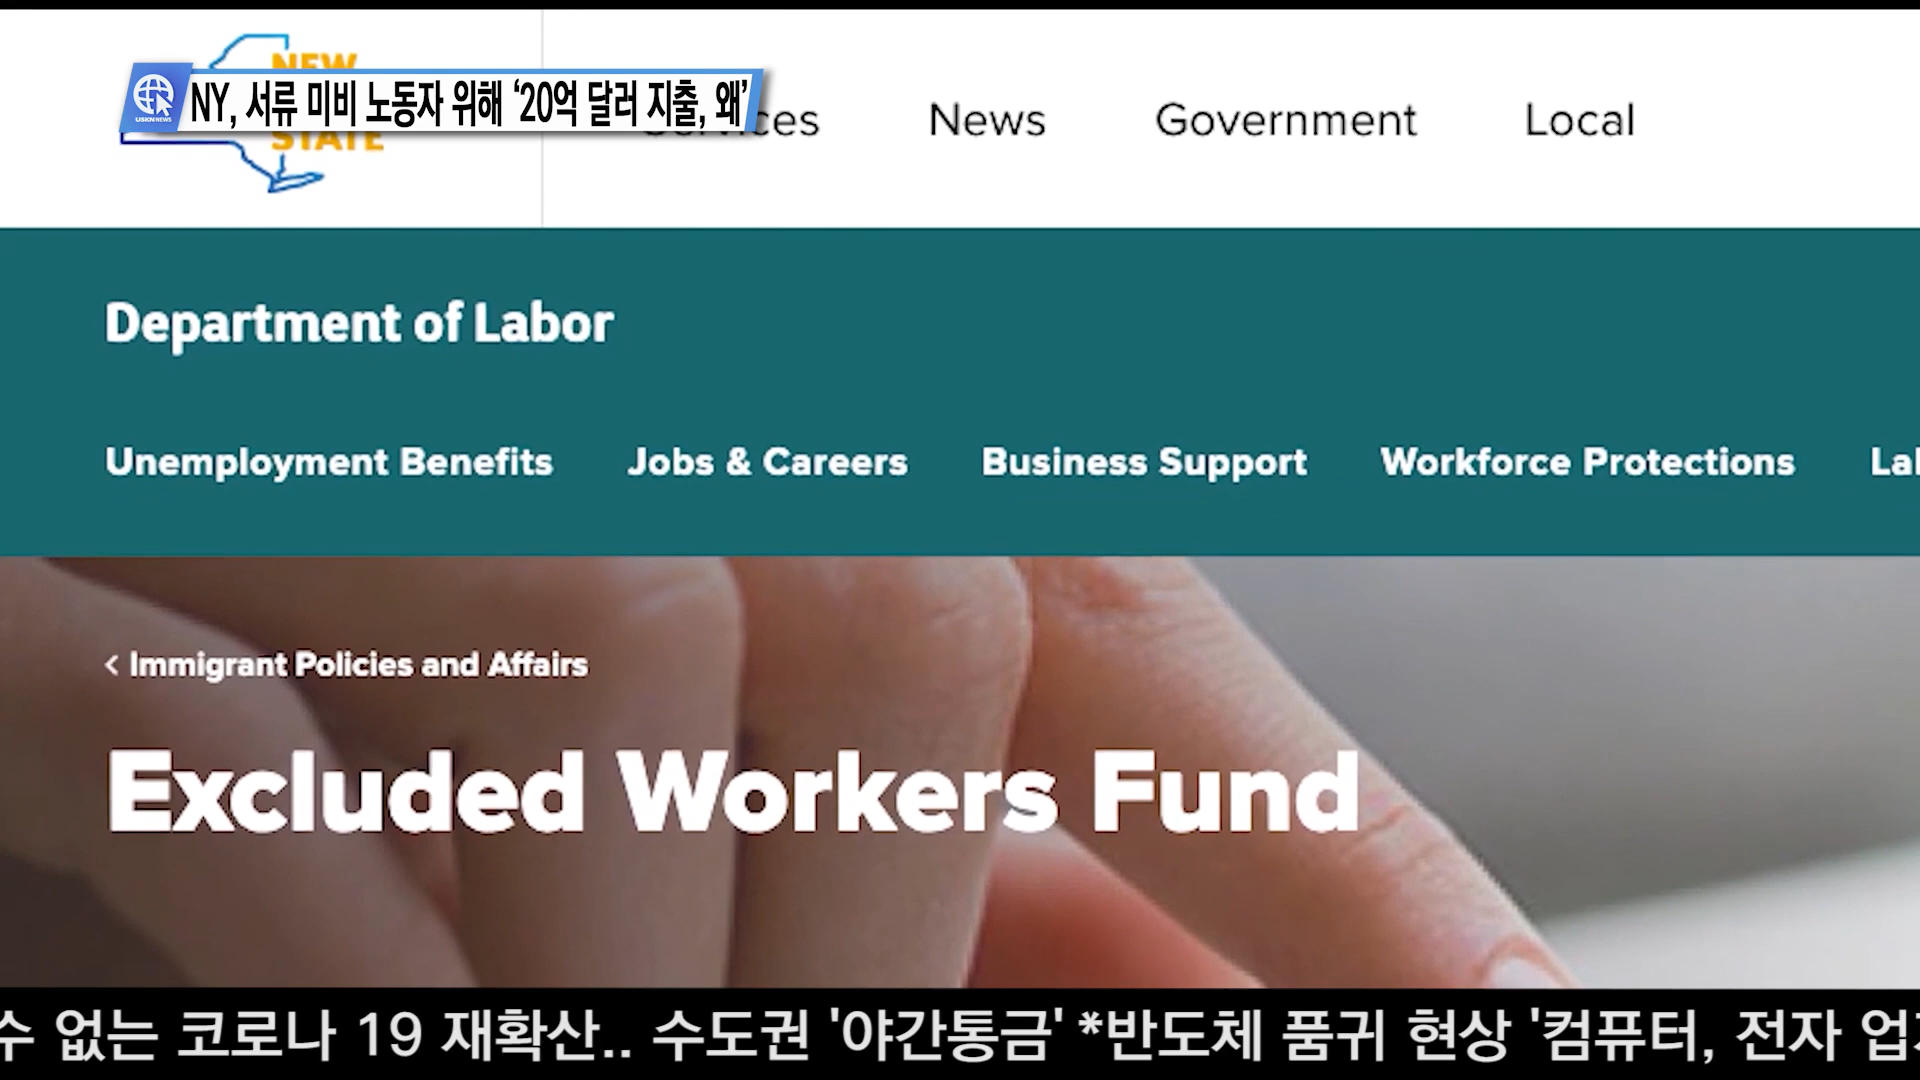 NEW
NY, 서류 미비 노동자 위해 ‘20억 달러 지출, 왜’
USKN NEWS
STATE
Services News Government Local
Department of Labor
Unemployment Benefits Jobs & Careers Business Support Workforce Protections
< Immigrant Policies and Affairs
Excluded Workers Fund
수 없는 코로나 19 재확산.. 수도권 '야간통금' *반도체 품귀 현상 '컴퓨터, 전자